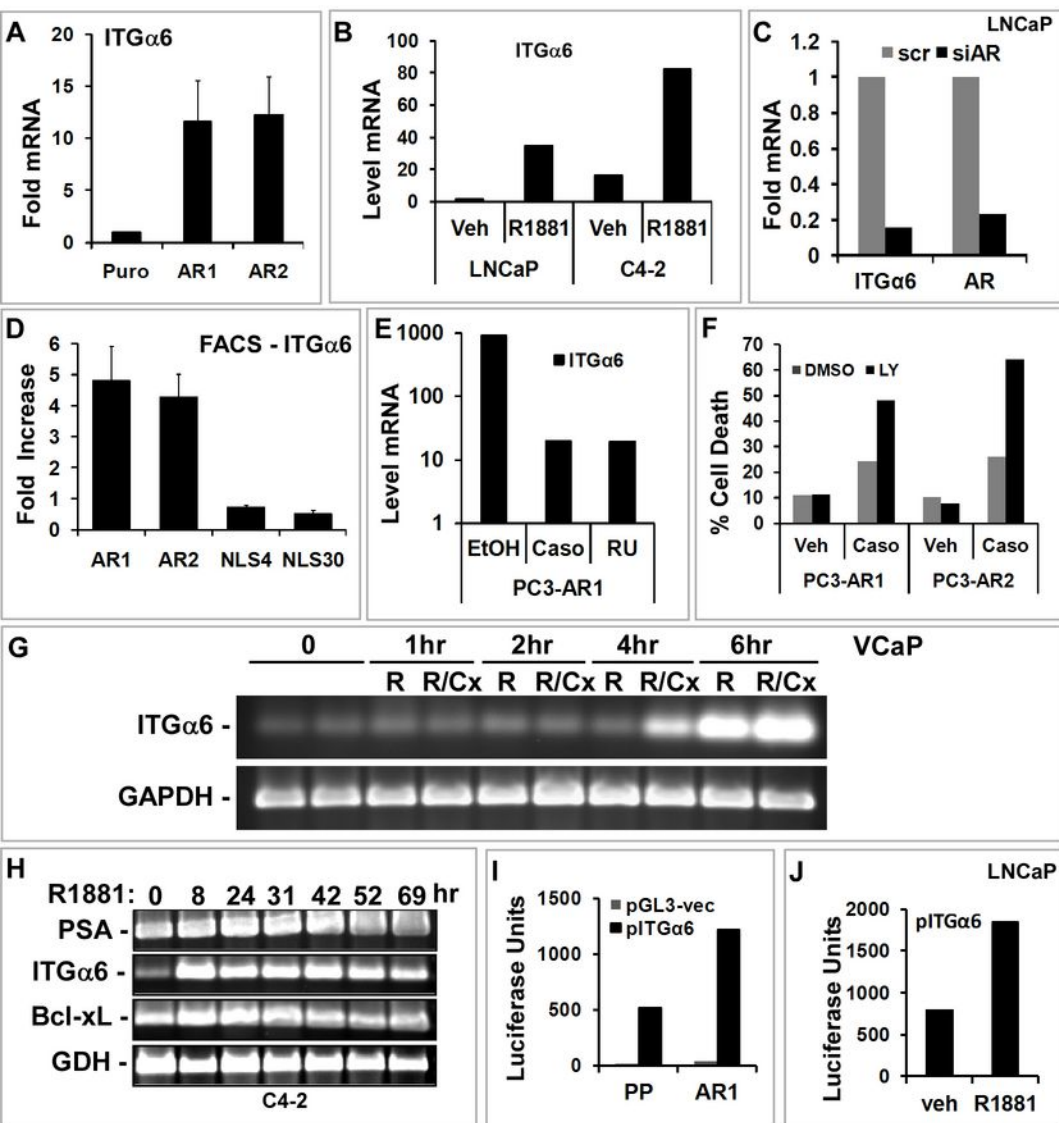 A
ITGα6
Fold mRNA
20
15
10
5
0
Puro AR1 AR2
B
ITGα6
Level mRNA
100
80
60
40
20
0
Veh R1881 Veh R1881
LNCaP C4-2
C
LNCaP
scr siAR
Fold mRNA
1.2
1
0.8
0.6
0.4
0.2
0
ITGα6 AR
D
FACS - ITGα6
Fold Increase
6
5
4
3
2
1
0
AR1 AR2 NLS4 NLS30
E
ITGα6
Level mRNA
1000
100
10
1
EtOH Caso RU
PC3-AR1
F
DMSO LY
% Cell Death
70
60
50
40
30
20
10
0
Veh Caso Veh Caso
PC3-AR1 PC3-AR2
G
0 1hr 2hr 4hr 6hr VCaP
R R/Cx R R/Cx R R/Cx R R/Cx
ITGα6 -
GAPDH -
H
R1881: 0 8 24 31 42 52 69 hr
PSA -
ITGα6 -
Bcl-xL -
GDH -
C4-2
I
pGL3-vec
pITGα6
Luciferase Units
1500
1000
500
0
PP AR1
J
LNCaP
pITGα6
Luciferase Units
2000
1500
1000
500
0
veh R1881